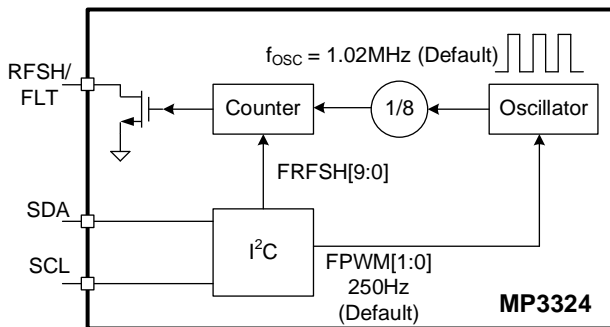 f_OSC = 1.02MHz (Default)
RFSH/
FLT
Counter
1/8
Oscillator
FRFSH[9:0]
SDA
SCL
I²C
FPWM[1:0]
250Hz
(Default)
MP3324